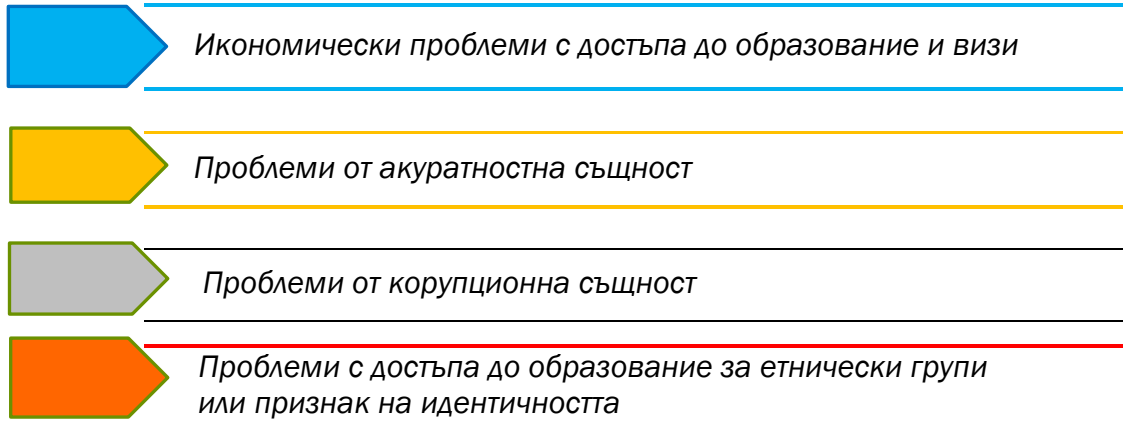 Икономически проблеми с достъпа до образование и визи
Проблеми от акуратностна същност
Проблеми от корупционна същност
Проблеми с достъпа до образование за етнически групи
или признак на идентичността